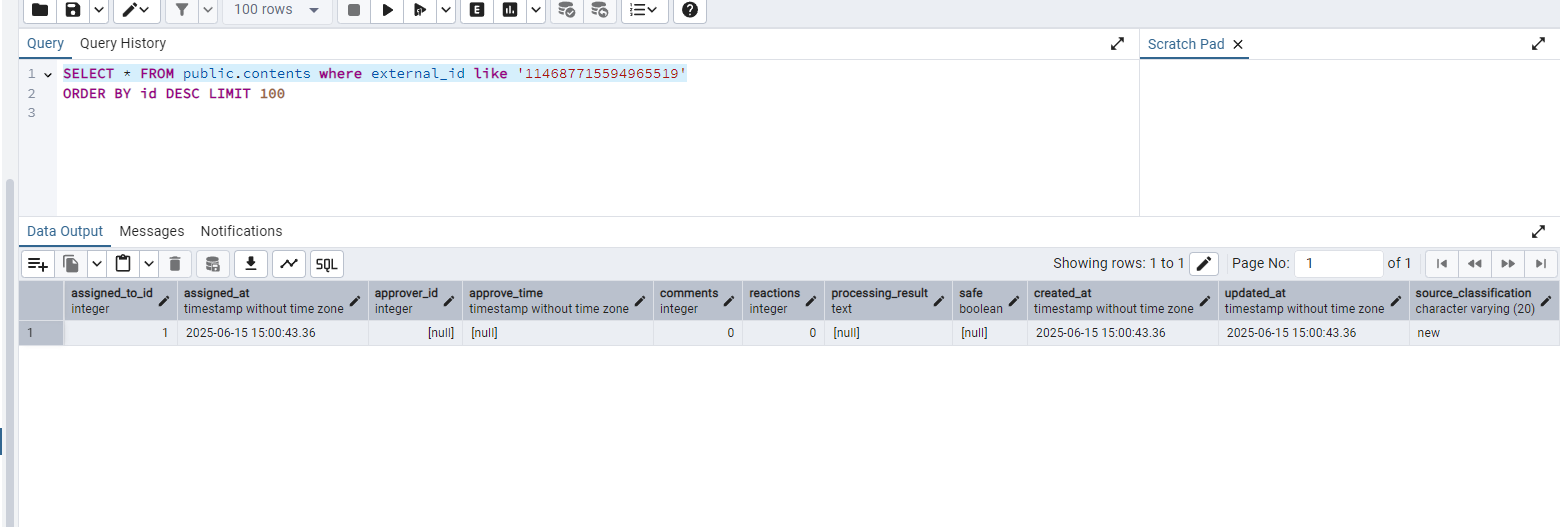 100 rows
Query Query History
Scratch Pad
1 SELECT * FROM public.contents where external_id like '114687715594965519'
2 ORDER BY id DESC LIMIT 100
3
Data Output Messages Notifications
SQL Showing rows: 1 to 1 Page No: 1 of 1
assigned_to_id assigned_at approver_id approve_time comments reactions processing_result safe created_at updated_at source_classification
integer timestamp without time zone integer timestamp without time zone integer integer text boolean timestamp without time zone timestamp without time zone character varying (20)
1 1 2025-06-15 15:00:43.36 [null] [null] 0 0 [null] [null] 2025-06-15 15:00:43.36 2025-06-15 15:00:43.36 new